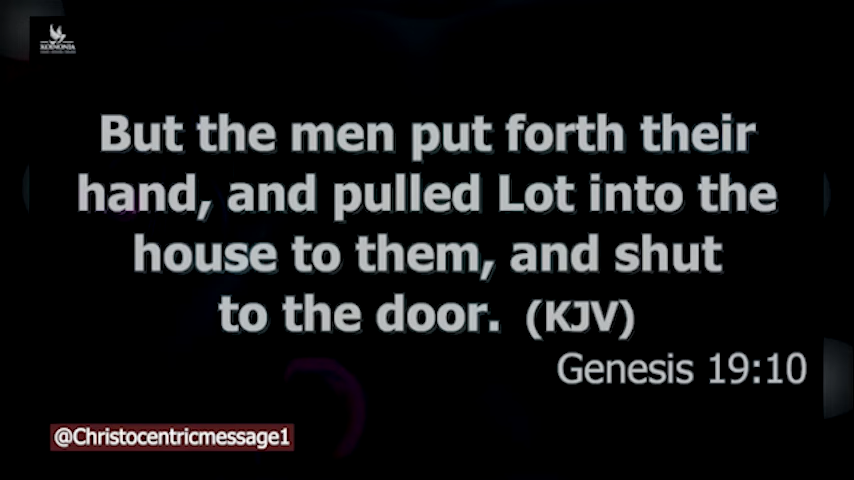 KOINONIA
But the men put forth their
hand, and pulled Lot into the
house to them, and shut
to the door. (KJV)
Genesis 19:10
@Christocentricmessage1